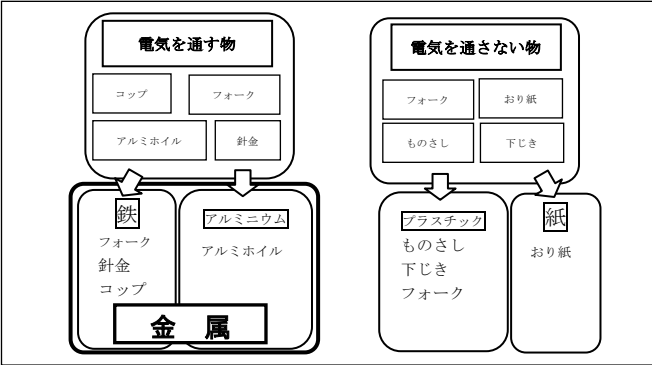 電気を通す物
コップ
フォーク
アルミホイル
針金
鉄
フォーク
針金
コップ
アルミニウム
アルミホイル
金 属
電気を通さない物
フォーク
おり紙
ものさし
下じき
プラスチック
ものさし
下じき
フォーク
紙
おり紙